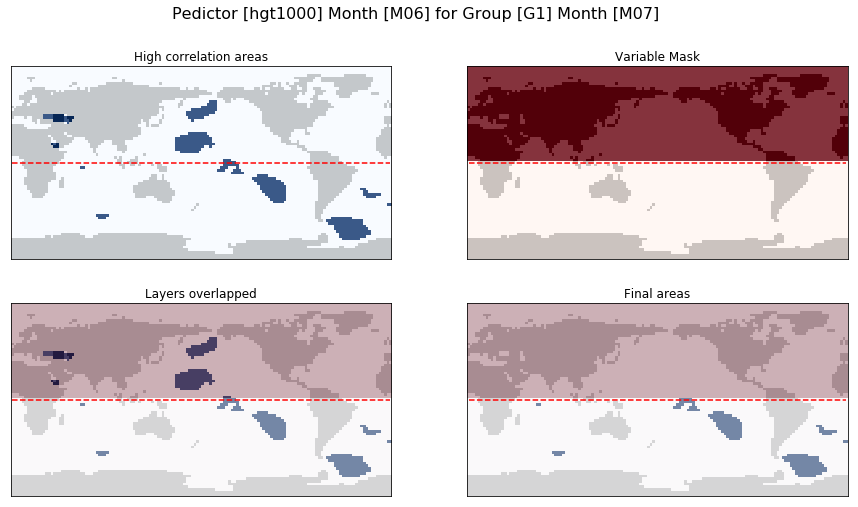 Pedictor [hgt1000] Month [M06] for Group [G1] Month [M07]
High correlation areas
Variable Mask
Layers overlapped
Final areas